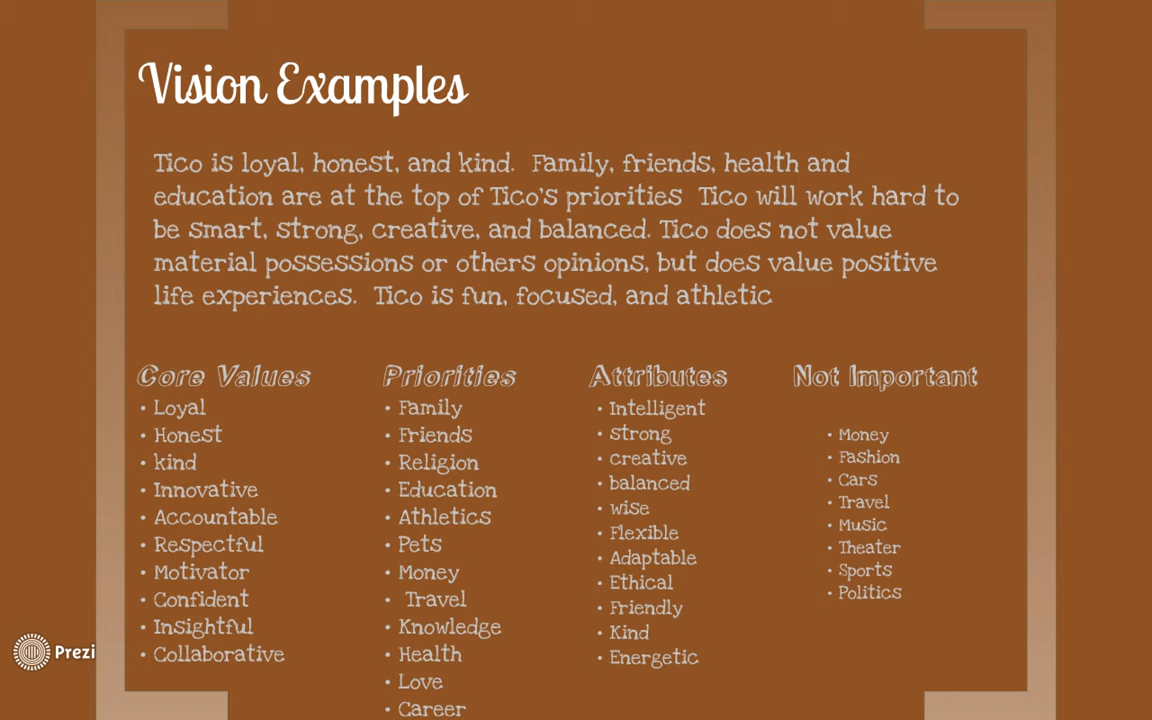 Vision Examples
Tico is loyal, honest, and kind.  Family, friends, health and
education are at the top of Tico's priorities  Tico will work hard to
be smart, strong, creative, and balanced. Tico does not value
material possessions or others opinions, but does value positive
life experiences.  Tico is fun, focused, and athletic
Core Values
• Loyal
• Honest
• kind
• Innovative
• Accountable
• Respectful
• Motivator
• Confident
• Insightful
• Collaborative
Priorities
• Family
• Friends
• Religion
• Education
• Athletics
• Pets
• Money
• Travel
• Knowledge
• Health
• Love
• Career
Attributes
• Intelligent
• strong
• creative
• balanced
• wise
• Flexible
• Adaptable
• Ethical
• Friendly
• Kind
• Energetic
Not Important
• Money
• Fashion
• Cars
• Travel
• Music
• Theater
• Sports
• Politics
Prezi